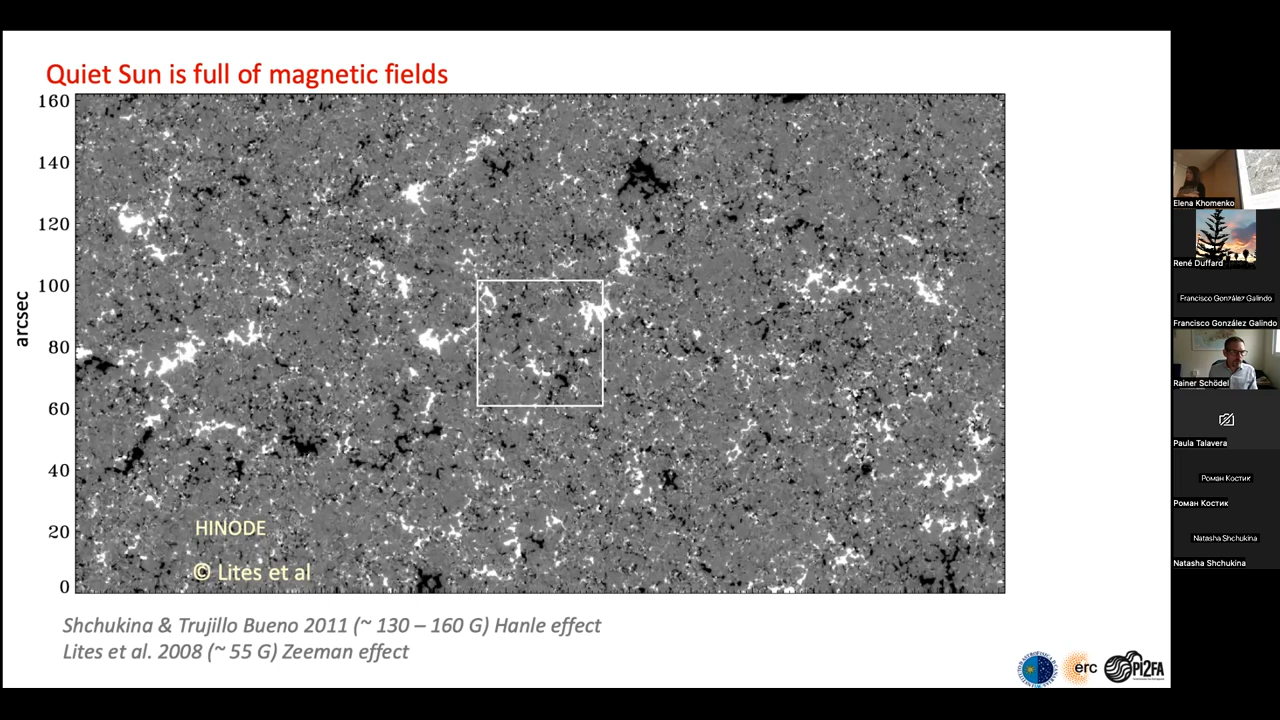 Quiet Sun is full of magnetic fields
160
140
120
100
80
60
40
20
0
arcsec
HINODE
© Lites et al
Shchukina & Trujillo Bueno 2011 (~ 130 – 160 G) Hanle effect
Lites et al. 2008 (~ 55 G) Zeeman effect
erc
PI2FA
Elena Khomenko
René Duffard
Francisco González Galindo
Francisco González Galindo
Rainer Schödel
Paula Talavera
Роман Костик
Роман Костик
Natasha Shchukina
Natasha Shchukina